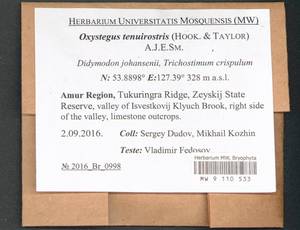 HERBARIUM UNIVERSITATIS MOSQUENSIS (MW)
Oxystegus tenuirostris (HOOK. & TAYLOR)
A.J.E.SM.
Didymodon johansenii, Trichostimum crispulum
N: 53.8898° E:127.39° 328 m a.s.l.
Amur Region, Tukuringra Ridge, Zeyskij State
Reserve, valley of Isvestkovij Klyuch Brook, right side
of the valley, limestone outcrops.
2.09.2016. Coll: Sergey Dudov, Mikhail Kozhin
Teste: Vladimir Fedosov
№ 2016_Br_0998
Herbarium MW, Bryophyta
MW 9 110 533